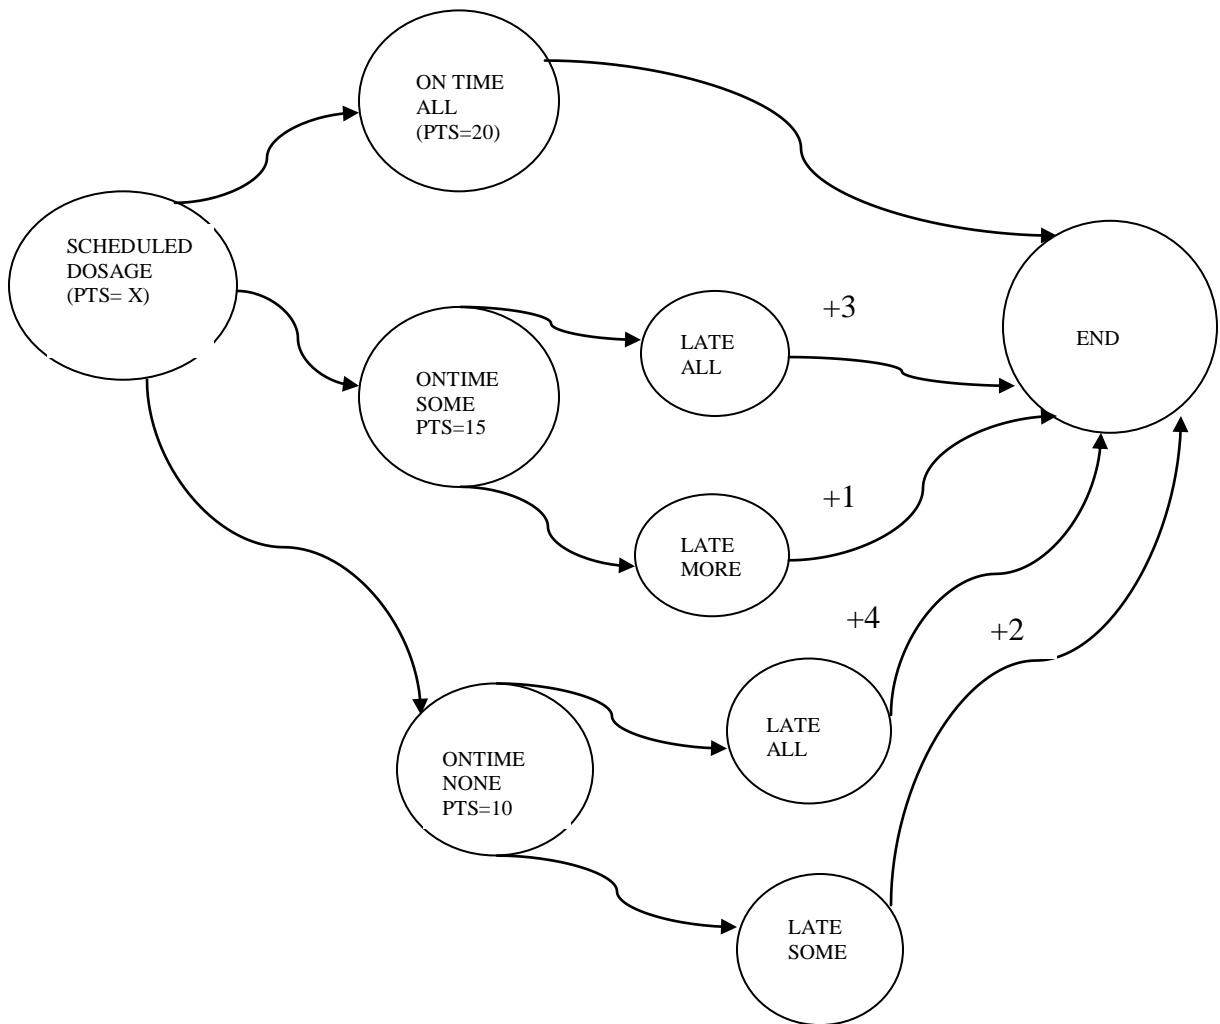 ON TIME
ALL
(PTS=20)
SCHEDULED
DOSAGE
(PTS= X)
ONTIME
SOME
PTS=15
LATE
ALL
+3
END
LATE
MORE
+1
ONTIME
NONE
PTS=10
LATE
ALL
+4
+2
LATE
SOME